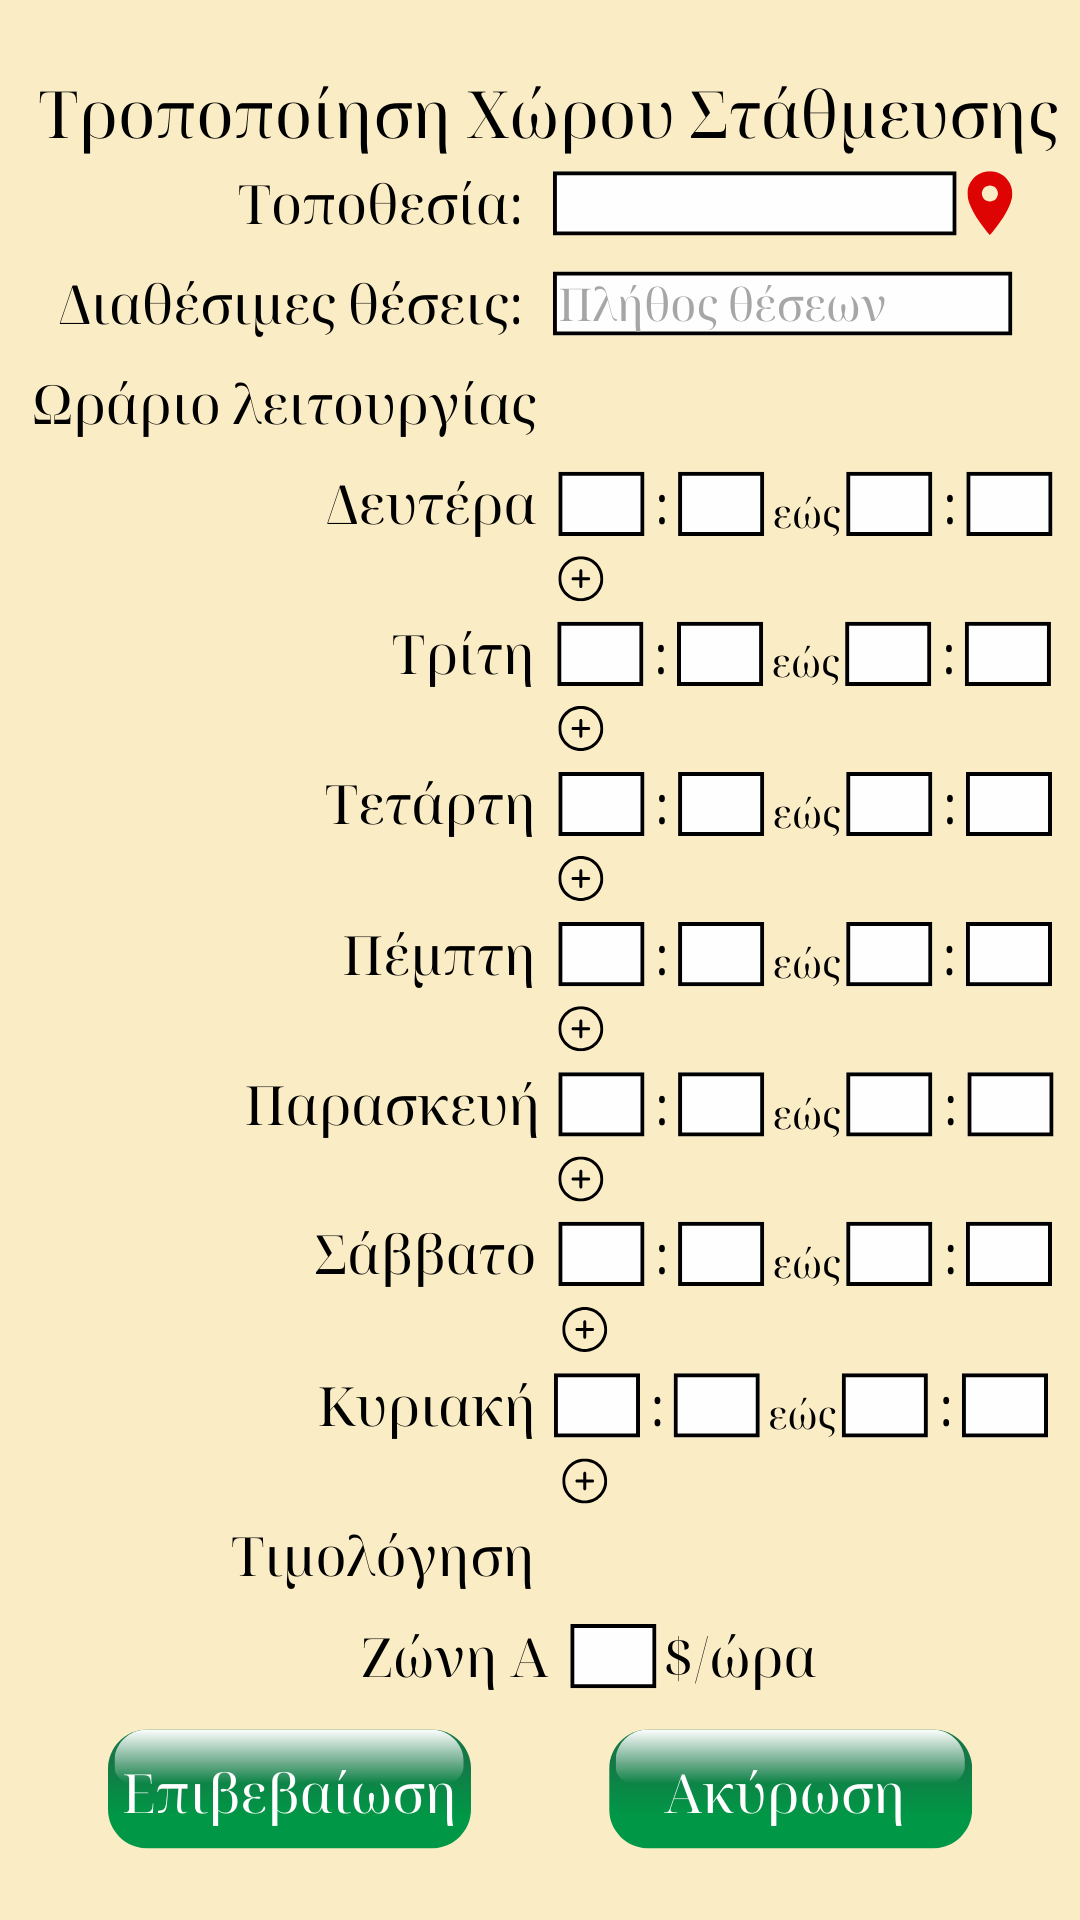 Τροποποίηση Χώρου Στάθμευσης
Τοποθεσία:
Διαθέσιμες θέσεις: Πλήθος θέσεων
Ωράριο λειτουργίας
Δευτέρα : εώς :
Τρίτη : εώς :
Τετάρτη : εώς :
Πέμπτη : εώς :
Παρασκευή : εώς :
Σάββατο : εώς :
Κυριακή : εώς :
Τιμολόγηση
Ζώνη Α $/ώρα
Επιβεβαίωση Ακύρωση